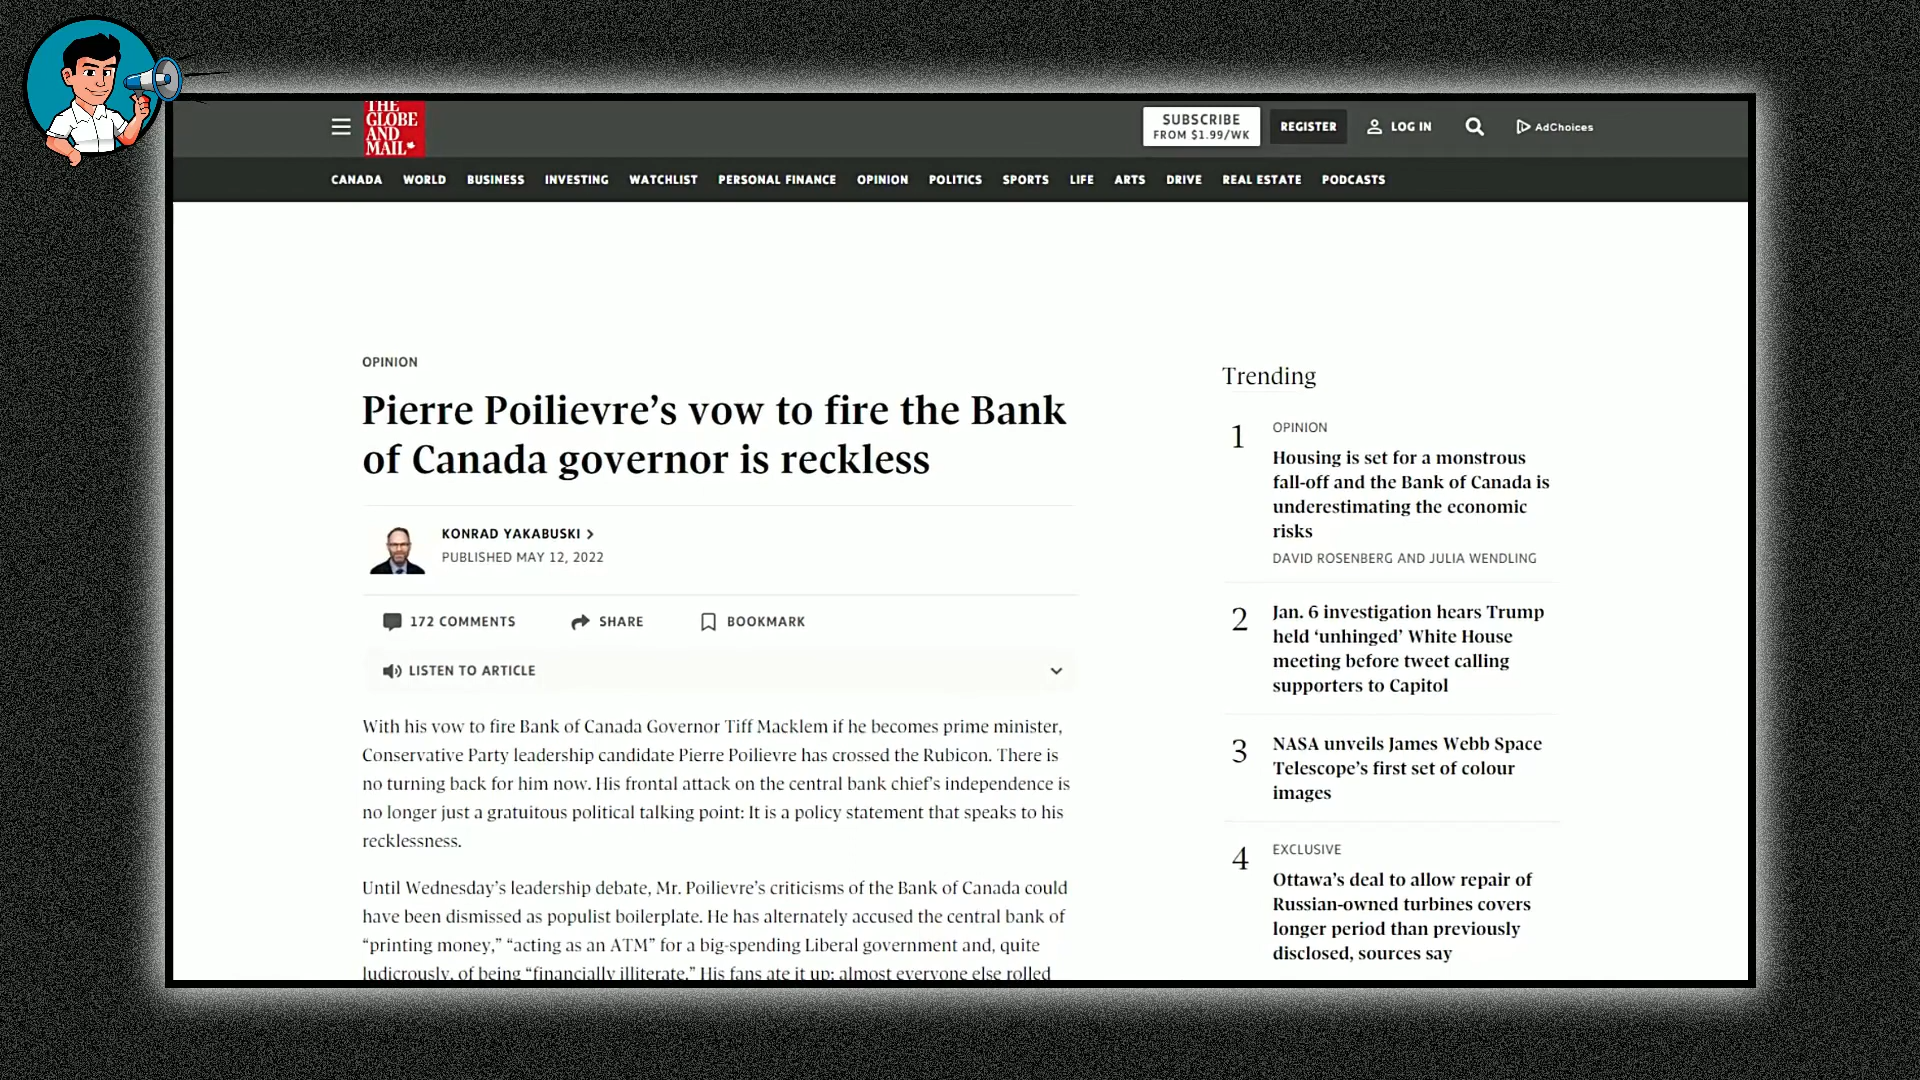 THE
GLOBE
AND
MAIL
SUBSCRIBE
FROM $1.99/WK
REGISTER
LOG IN
AdChoices
CANADA WORLD BUSINESS INVESTING WATCHLIST PERSONAL FINANCE OPINION POLITICS SPORTS LIFE ARTS DRIVE REAL ESTATE PODCASTS
OPINION
Pierre Poilievre’s vow to fire the Bank
of Canada governor is reckless
KONRAD YAKABUSKI
PUBLISHED MAY 12, 2022
172 COMMENTS SHARE BOOKMARK
LISTEN TO ARTICLE
With his vow to fire Bank of Canada Governor Tiff Macklem if he becomes prime minister,
Conservative Party leadership candidate Pierre Poilievre has crossed the Rubicon. There is
no turning back for him now. His frontal attack on the central bank chief’s independence is
no longer just a gratuitous political talking point: It is a policy statement that speaks to his
recklessness.
Until Wednesday’s leadership debate, Mr. Poilievre’s criticisms of the Bank of Canada could
have been dismissed as populist boilerplate. He has alternately accused the central bank of
“printing money,” “acting as an ATM” for a big-spending Liberal government and, quite
ludicrously, of being “financially illiterate.” His fans ate it up; almost everyone else rolled
Trending
1
OPINION
Housing is set for a monstrous
fall-off and the Bank of Canada is
underestimating the economic
risks
DAVID ROSENBERG AND JULIA WENDLING
2
Jan. 6 investigation hears Trump
held ‘unhinged’ White House
meeting before tweet calling
supporters to Capitol
3
NASA unveils James Webb Space
Telescope’s first set of colour
images
4
EXCLUSIVE
Ottawa’s deal to allow repair of
Russian-owned turbines covers
longer period than previously
disclosed, sources say